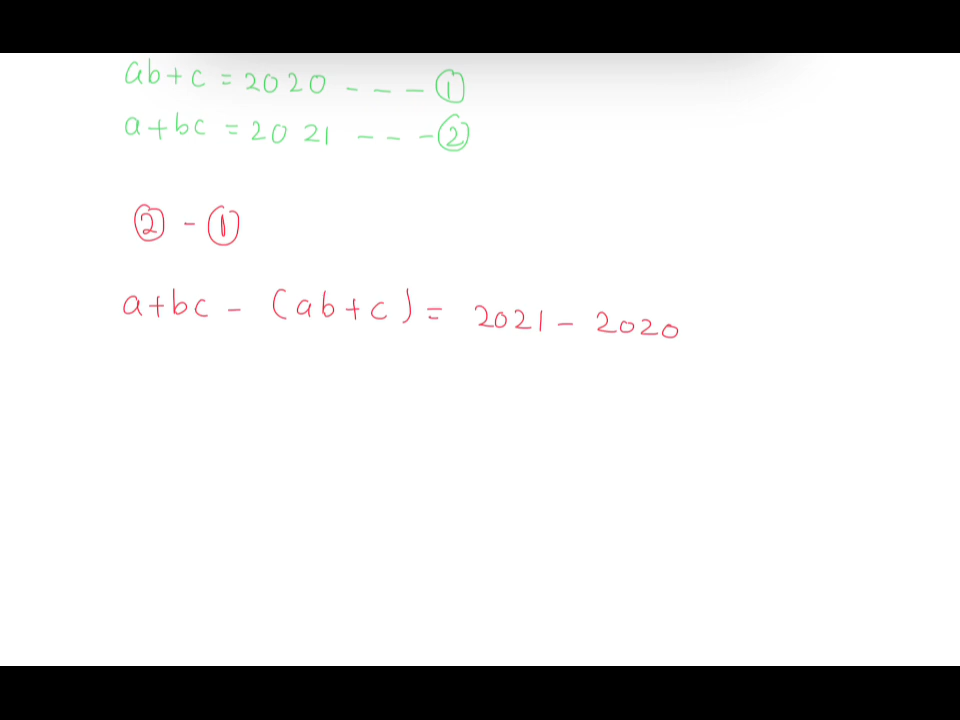 ab+c = 2020 - - - ①
a+bc = 2021 - - - ②
② - ①
a+bc - (ab+c) = 2021 - 2020